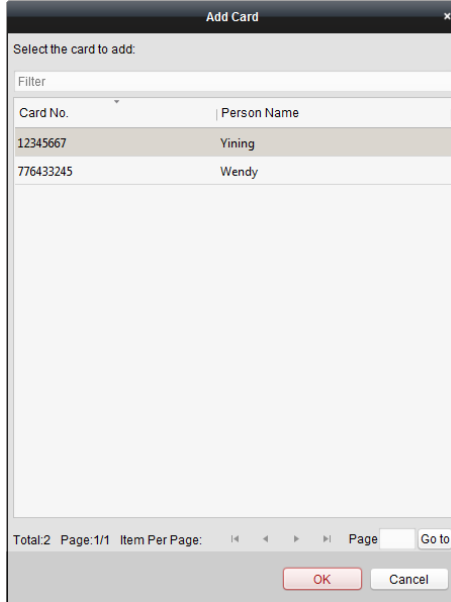 Add Card ×
Select the card to add:
Filter
Card No. Person Name
12345667 Yining
776433245 Wendy
Total:2 Page:1/1 Item Per Page: Page Go to
OK Cancel